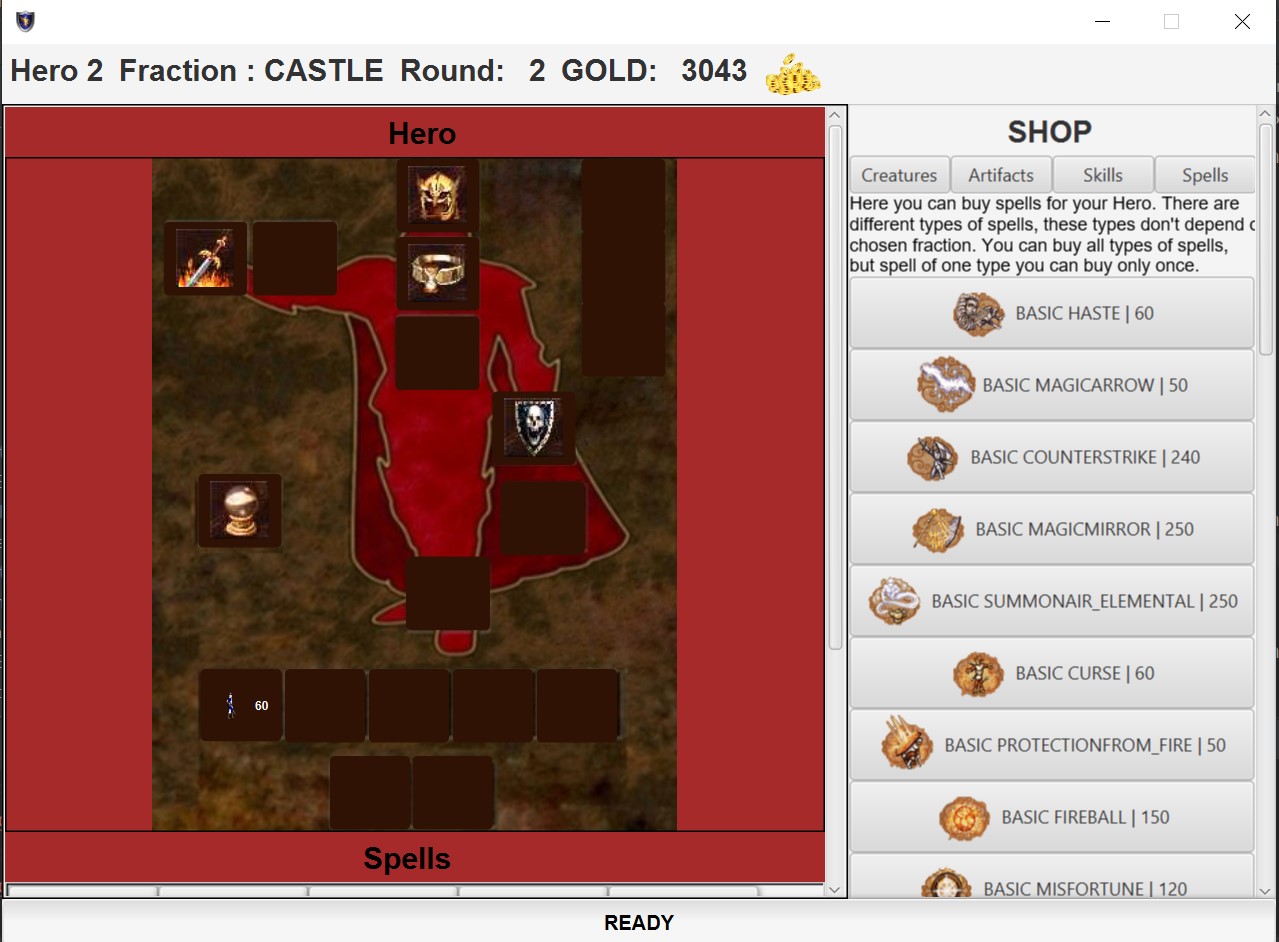 Hero 2 Fraction : CASTLE Round: 2 GOLD: 3043
Hero
60
Spells
SHOP
Creatures Artifacts Skills Spells
Here you can buy spells for your Hero. There are
different types of spells, these types don't depend
chosen fraction. You can buy all types of spells,
but spell of one type you can buy only once.
BASIC HASTE | 60
BASIC MAGICARROW | 50
BASIC COUNTERSTRIKE | 240
BASIC MAGICMIRROR | 250
BASIC SUMMONAIR_ELEMENTAL | 250
BASIC CURSE | 60
BASIC PROTECTIONFROM_FIRE | 50
BASIC FIREBALL | 150
BASIC MISFORTUNE | 120
READY